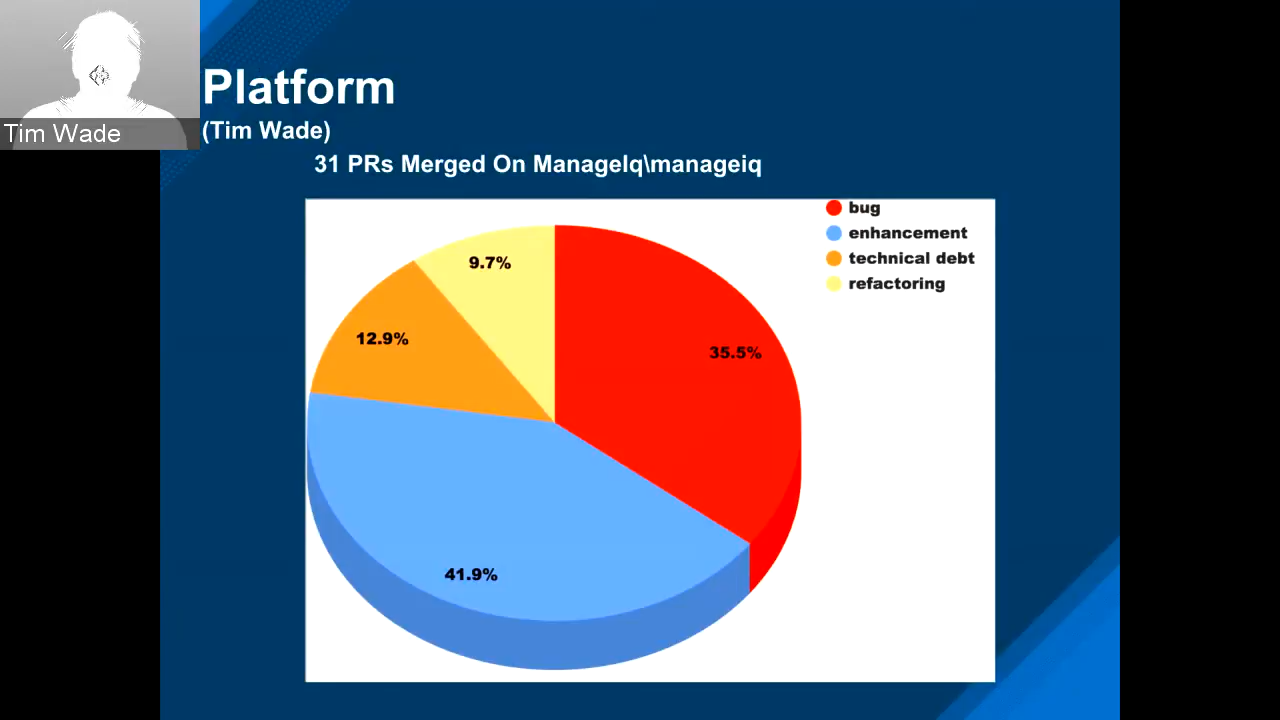 Tim Wade
Platform
(Tim Wade)
31 PRs Merged On ManageIq\manageiq
bug
enhancement
technical debt
refactoring
9.7%
12.9%
35.5%
41.9%